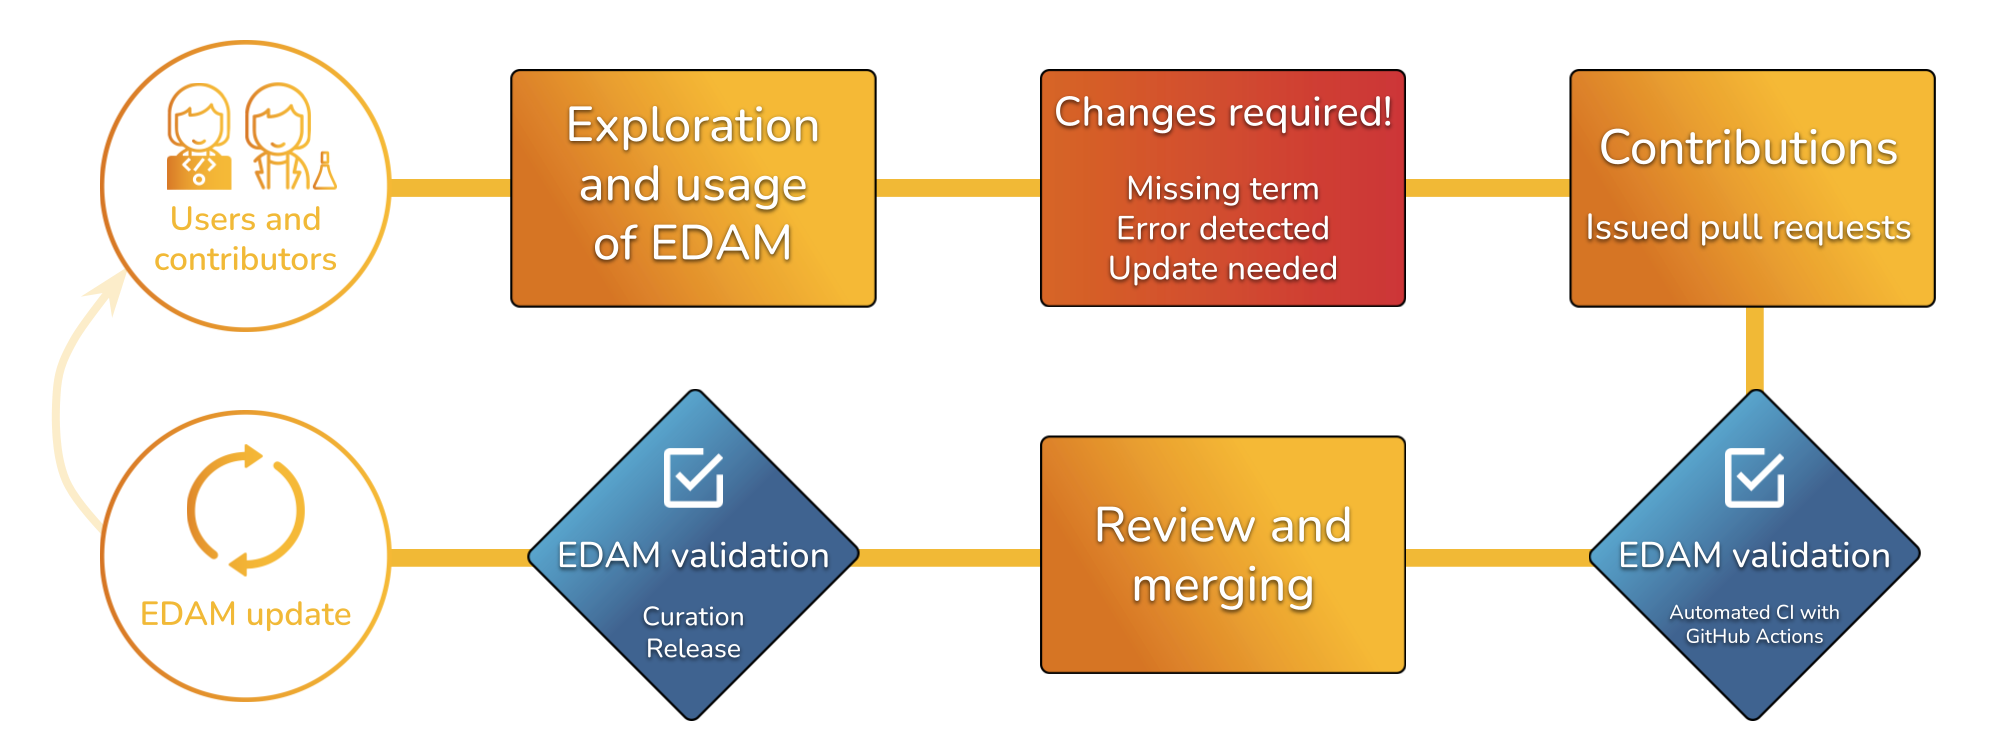 Users and
contributors
Exploration
and usage
of EDAM
Changes required!
Missing term
Error detected
Update needed
Contributions
Issued pull requests
EDAM validation
Automated CI with
GitHub Actions
Review and
merging
EDAM validation
Curation
Release
EDAM update